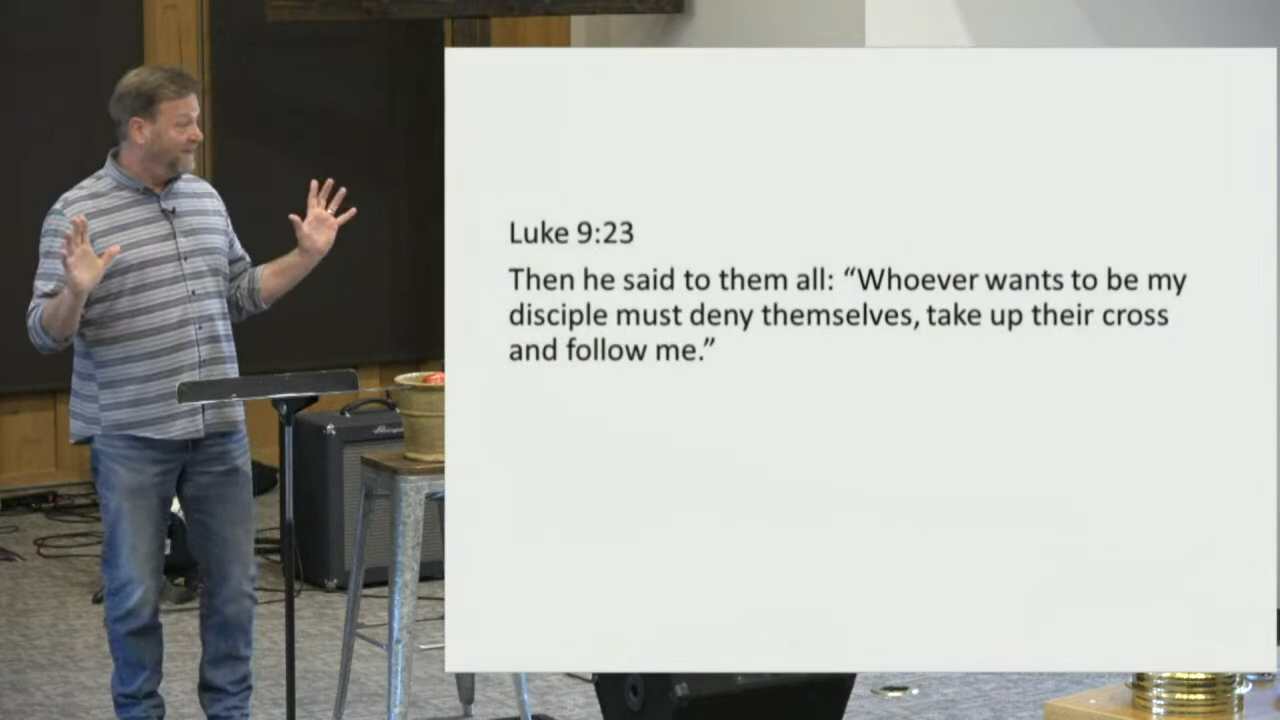 Luke 9:23
Then he said to them all: “Whoever wants to be my
disciple must deny themselves, take up their cross
and follow me.”